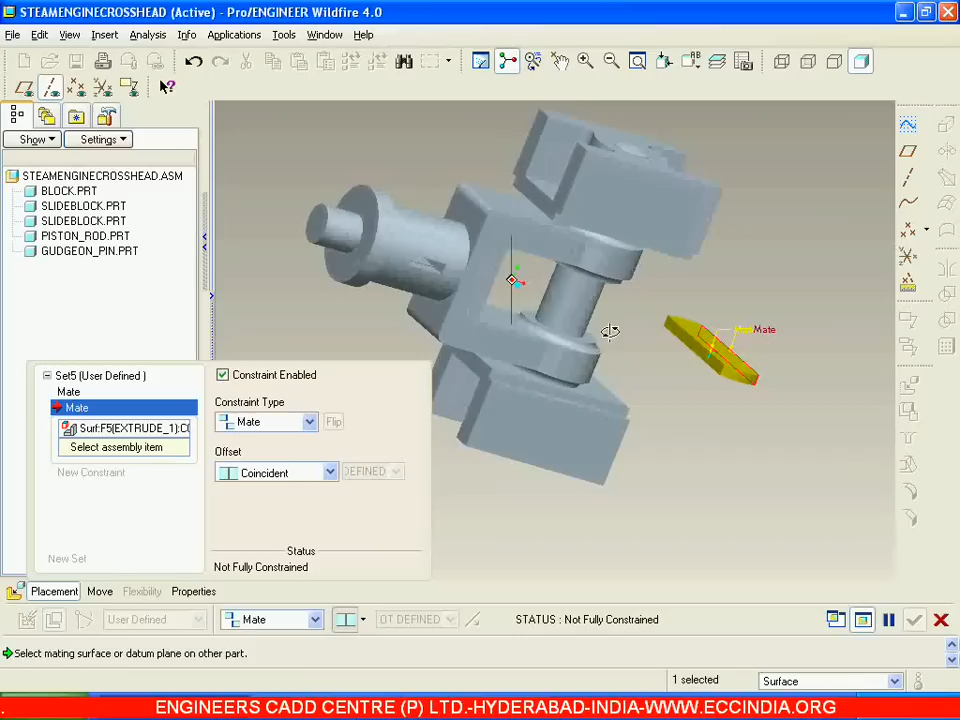 STEAMENGINECROSSHEAD (Active) - Pro/ENGINEER Wildfire 4.0
File Edit View Insert Analysis Info Applications Tools Window Help
Show Settings
STEAMENGINECROSSHEAD.ASM
BLOCK.PRT
SLIDEBLOCK.PRT
SLIDEBLOCK.PRT
PISTON_ROD.PRT
GUDGEON_PIN.PRT
Mate
Set5 (User Defined )
Mate
Mate
Surf:F5(EXTRUDE_1):CO
Select assembly item
New Constraint
New Set
Constraint Enabled
Constraint Type
Mate Flip
Offset
Coincident EFINED
Status
Not Fully Constrained
Placement Move Flexibility Properties
User Defined Mate OT DEFINED STATUS : Not Fully Constrained
Select mating surface or datum plane on other part.
1 selected Surface
. ENGINEERS CADD CENTRE (P) LTD.-HYDERABAD-INDIA-WWW.ECCINDIA.ORG